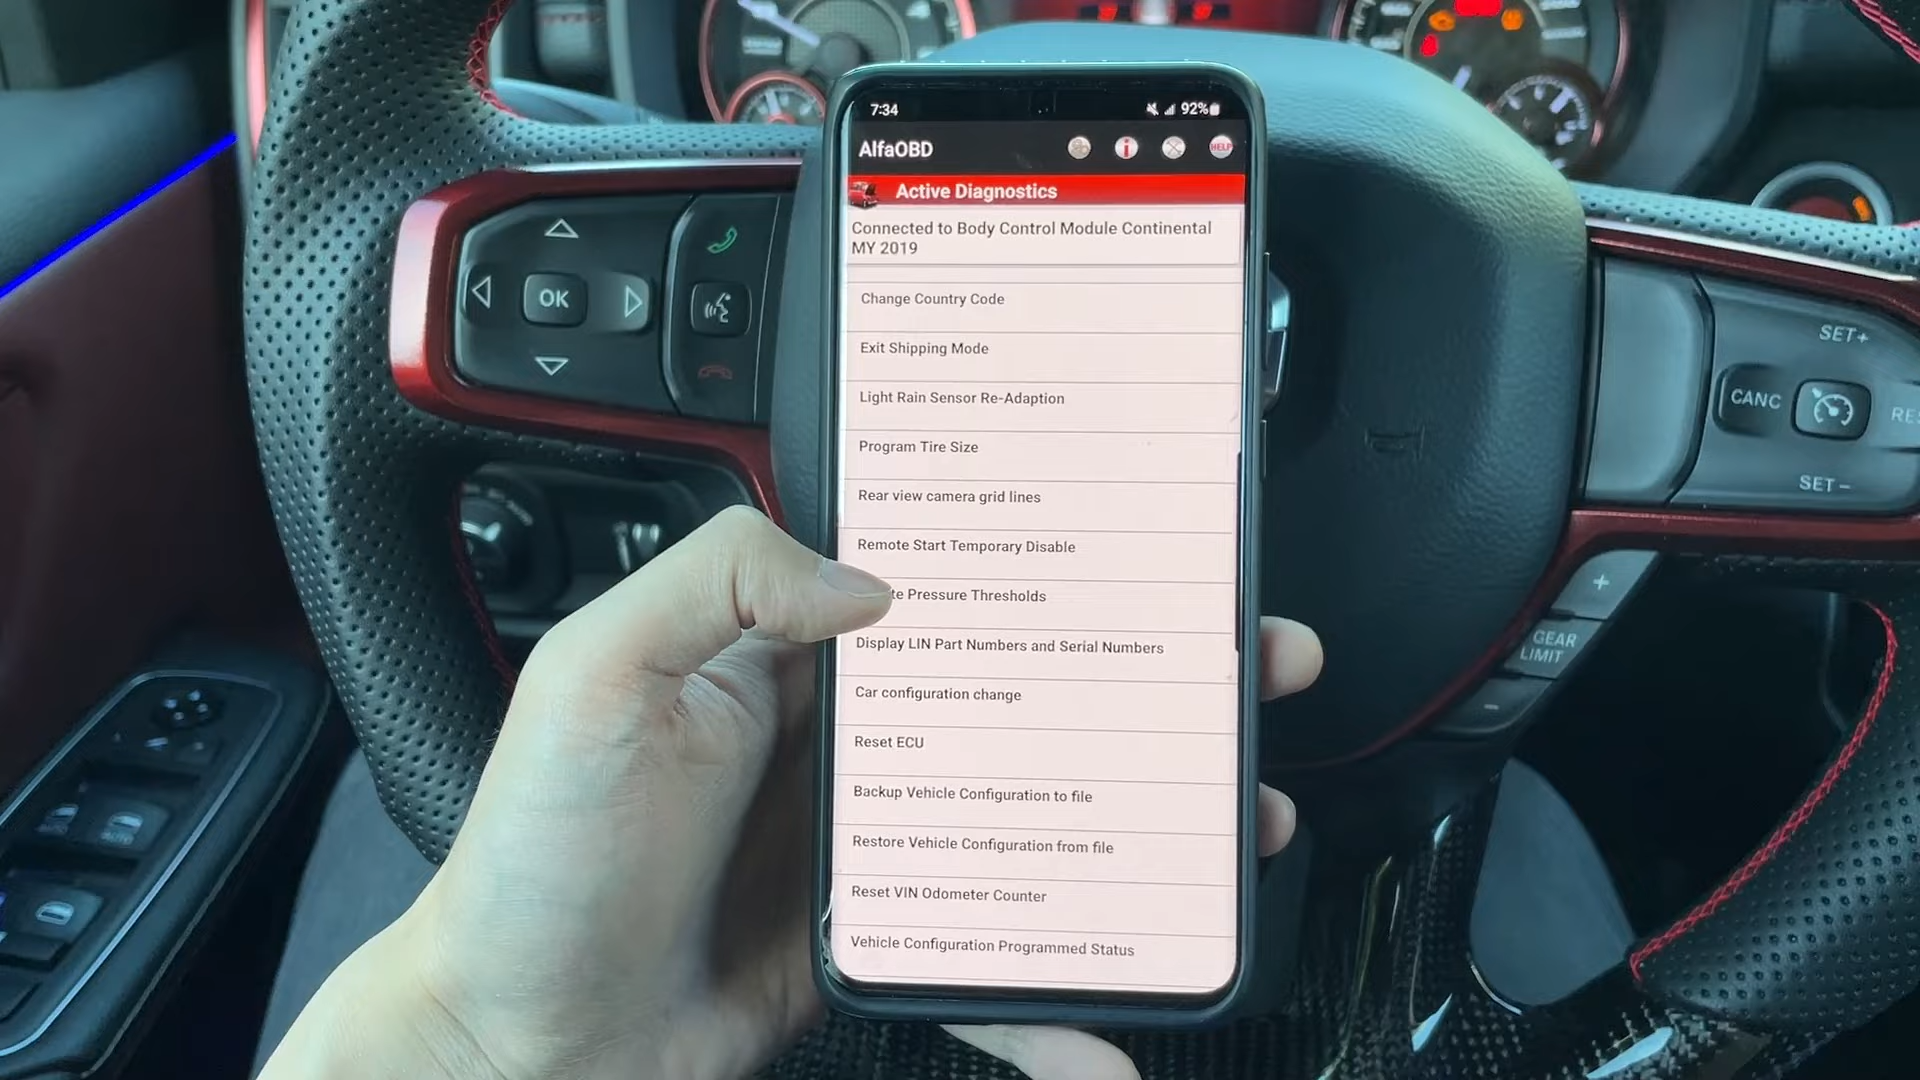 7:34
92%
AlfaOBD
HELP
Active Diagnostics
Connected to Body Control Module Continental
MY 2019
Change Country Code
Exit Shipping Mode
Light Rain Sensor Re-Adaption
Program Tire Size
Rear view camera grid lines
Remote Start Temporary Disable
te Pressure Thresholds
Display LIN Part Numbers and Serial Numbers
Car configuration change
Reset ECU
Backup Vehicle Configuration to file
Restore Vehicle Configuration from file
Reset VIN Odometer Counter
Vehicle Configuration Programmed Status
OK
SET+
CANC
RES
SET-
+
GEAR
LIMIT
-